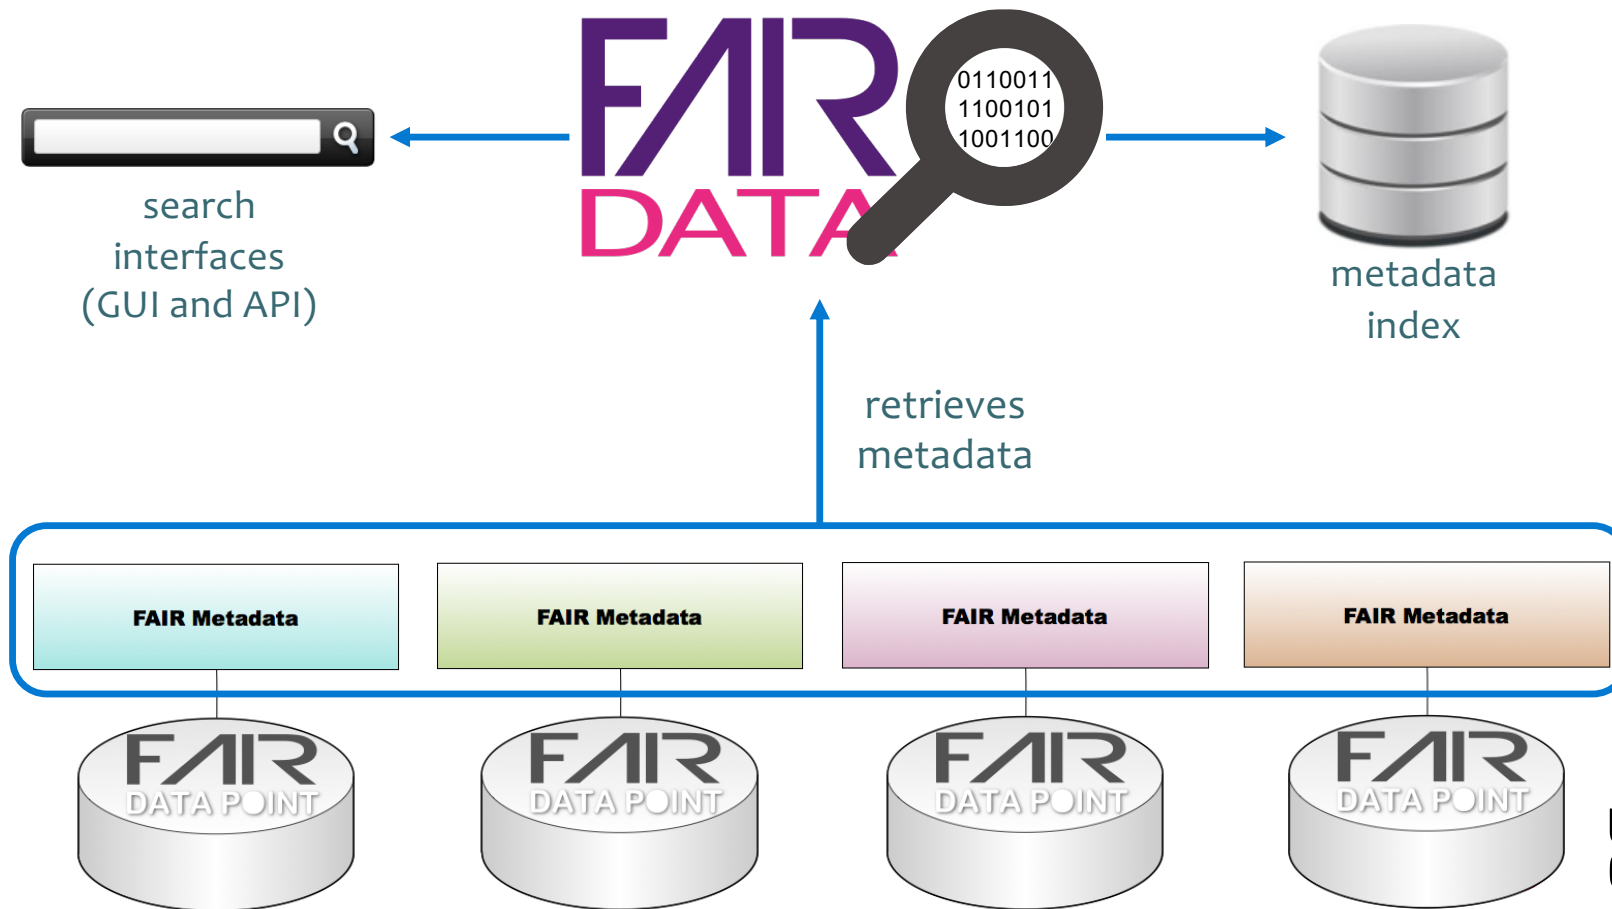 FAIR
DATA
0110011
1100101
1001100
search
interfaces
(GUI and API)
metadata
index
retrieves
metadata
FAIR Metadata
FAIR Metadata
FAIR Metadata
FAIR Metadata
FAIR
DATA POINT
FAIR
DATA POINT
FAIR
DATA POINT
FAIR
DATA POINT